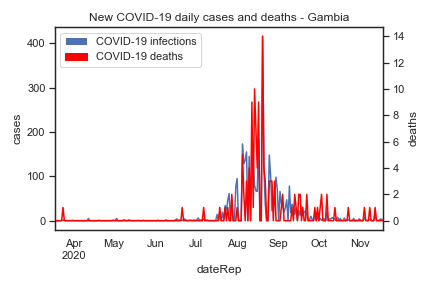 New COVID-19 daily cases and deaths - Gambia
COVID-19 infections
COVID-19 deaths
400
300
200
100
0
cases
14
12
10
8
6
4
2
0
deaths
Apr May Jun Jul Aug Sep Oct Nov
2020
dateRep